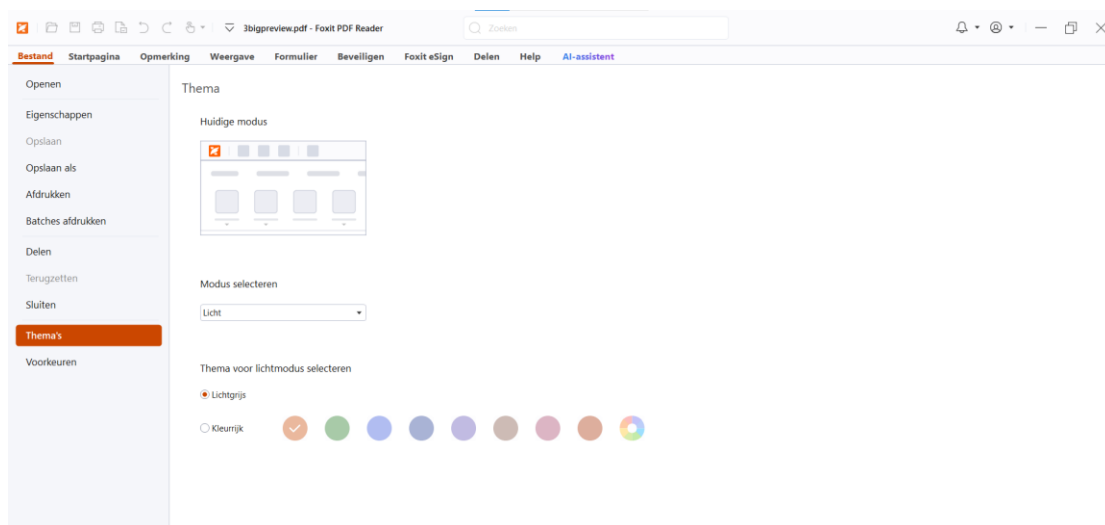 3bigpreview.pdf - Foxit PDF Reader
Zoeken
Bestand Startpagina Opmerking Weergave Formulier Beveiligen Foxit eSign Delen Help AI-assistent
Openen
Eigenschappen
Opslaan
Opslaan als
Afdrukken
Batches afdrukken
Delen
Terugzetten
Sluiten
Thema's
Voorkeuren
Thema
Huidige modus
Modus selecteren
Licht
Thema voor lichtmodus selecteren
Lichtgrijs
Kleurrijk